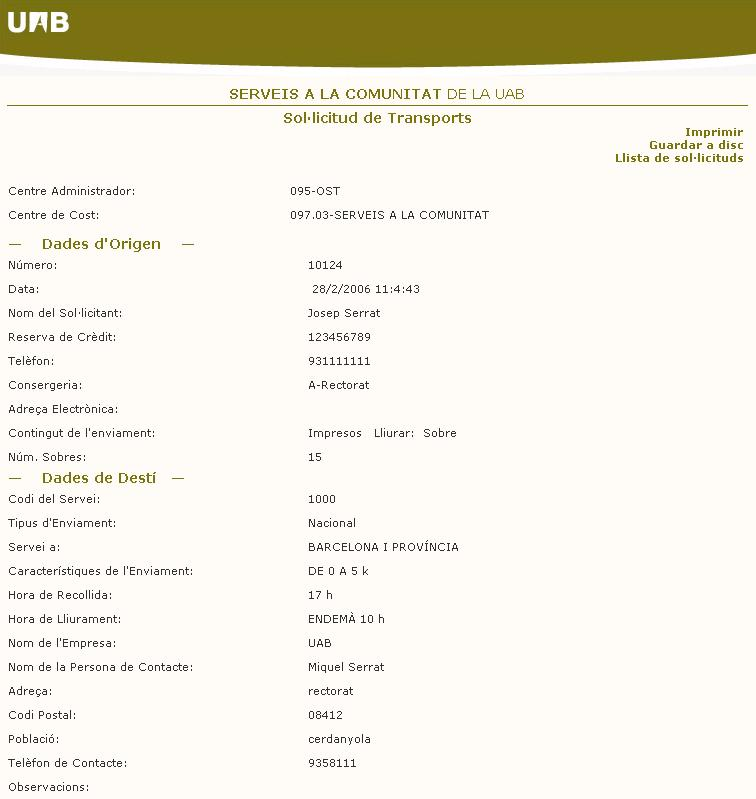 UAB
SERVEIS A LA COMUNITAT DE LA UAB
Sol·licitud de Transports
Imprimir
Guardar a disc
Llista de sol·licituds
Centre Administrador: 095-OST
Centre de Cost: 097.03-SERVEIS A LA COMUNITAT
— Dades d'Origen —
Número: 10124
Data: 28/2/2006 11:4:43
Nom del Sol·licitant: Josep Serrat
Reserva de Crèdit: 123456789
Telèfon: 931111111
Consergeria: A-Rectorat
Adreça Electrònica:
Contingut de l'enviament: Impresos Lliurar: Sobre
Núm. Sobres: 15
— Dades de Destí —
Codi del Servei: 1000
Tipus d'Enviament: Nacional
Servei a: BARCELONA I PROVÍNCIA
Característiques de l'Enviament: DE 0 A 5 k
Hora de Recollida: 17 h
Hora de Lliurament: ENDEMÀ 10 h
Nom de l'Empresa: UAB
Nom de la Persona de Contacte: Miquel Serrat
Adreça: rectorat
Codi Postal: 08412
Població: cerdanyola
Telèfon de Contacte: 9358111
Observacions: